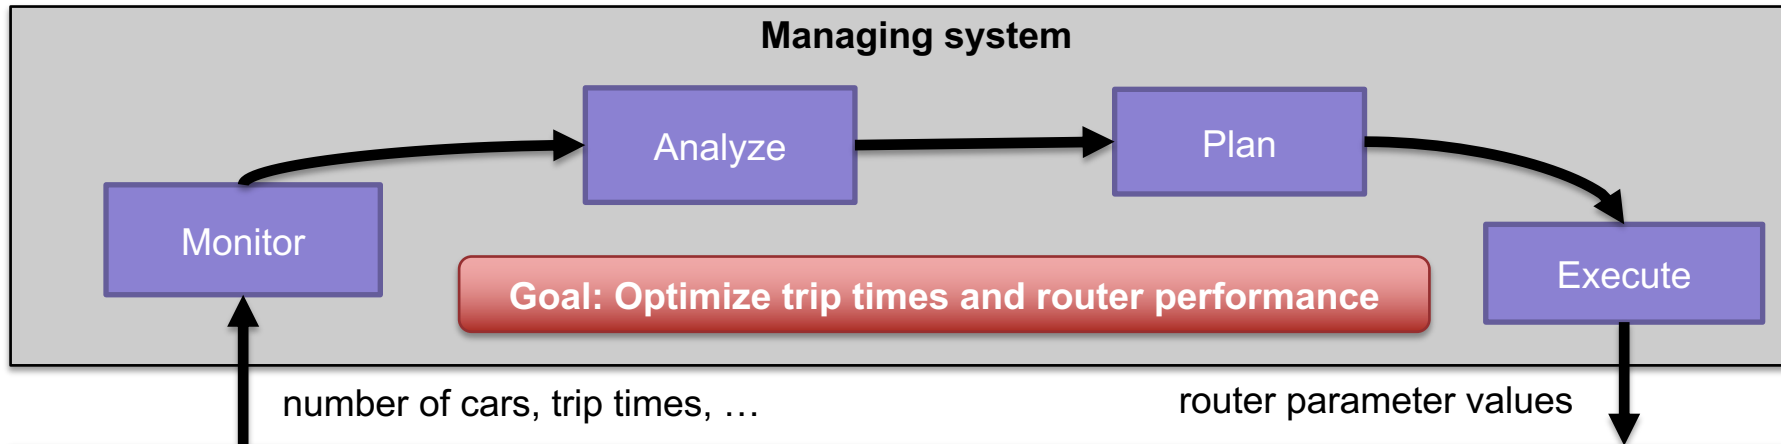 Managing system
Analyze
Plan
Monitor
Execute
Goal: Optimize trip times and router performance
number of cars, trip times, …
router parameter values